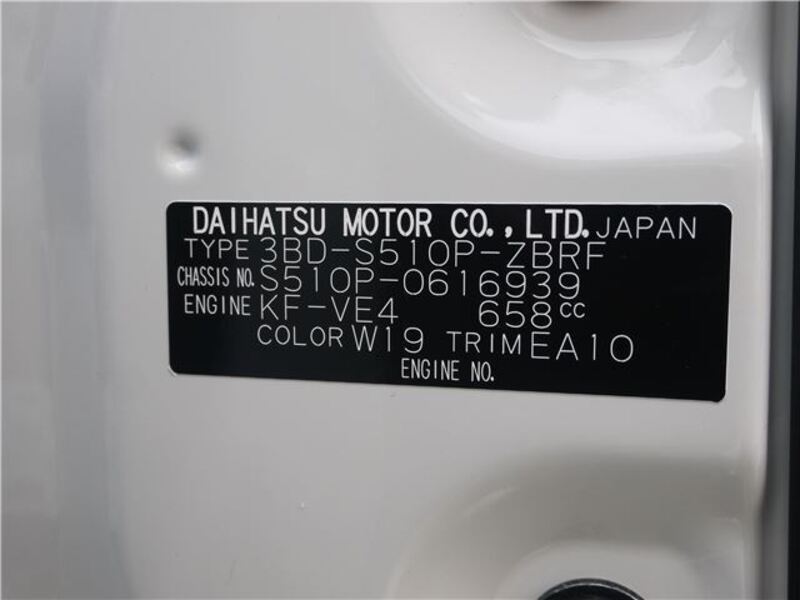 DAIHATSU MOTOR CO., LTD. JAPAN
TYPE 3BD-S510P-ZBRF
CHASSIS NO. S510P-0616939
ENGINE KF-VE4 658cc
COLOR W19 TRIM EA10
ENGINE NO.